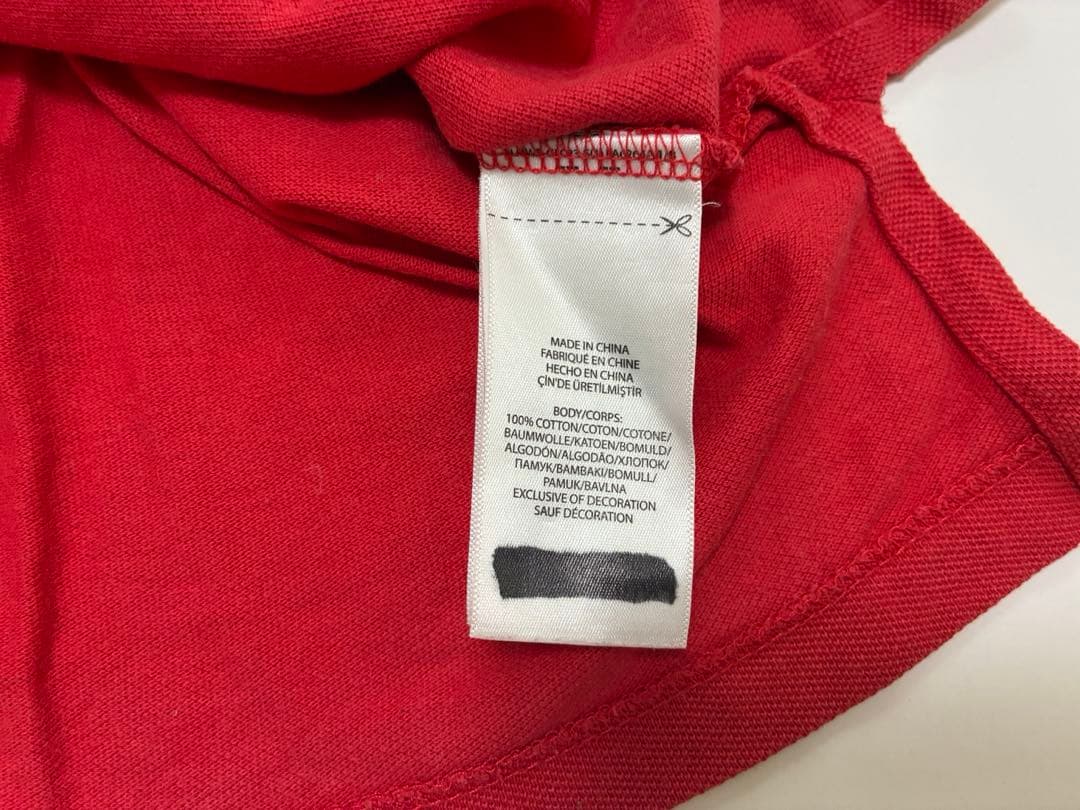 MADE IN CHINA
FABRIQUÉ EN CHINE
HECHO EN CHINA
ÇİN'DE ÜRETİLMİŞTİR
BODY/CORPS:
100% COTTON/COTON/COTONE/
BAUMWOLLE/KATOEN/BOMULD/
ALGODÓN/ALGODÃO/ХЛОПОК/
ПАМУК/BAMBAKI/BOMULL/
PAMUK/BAVLNA
EXCLUSIVE OF DECORATION
SAUF DÉCORATION